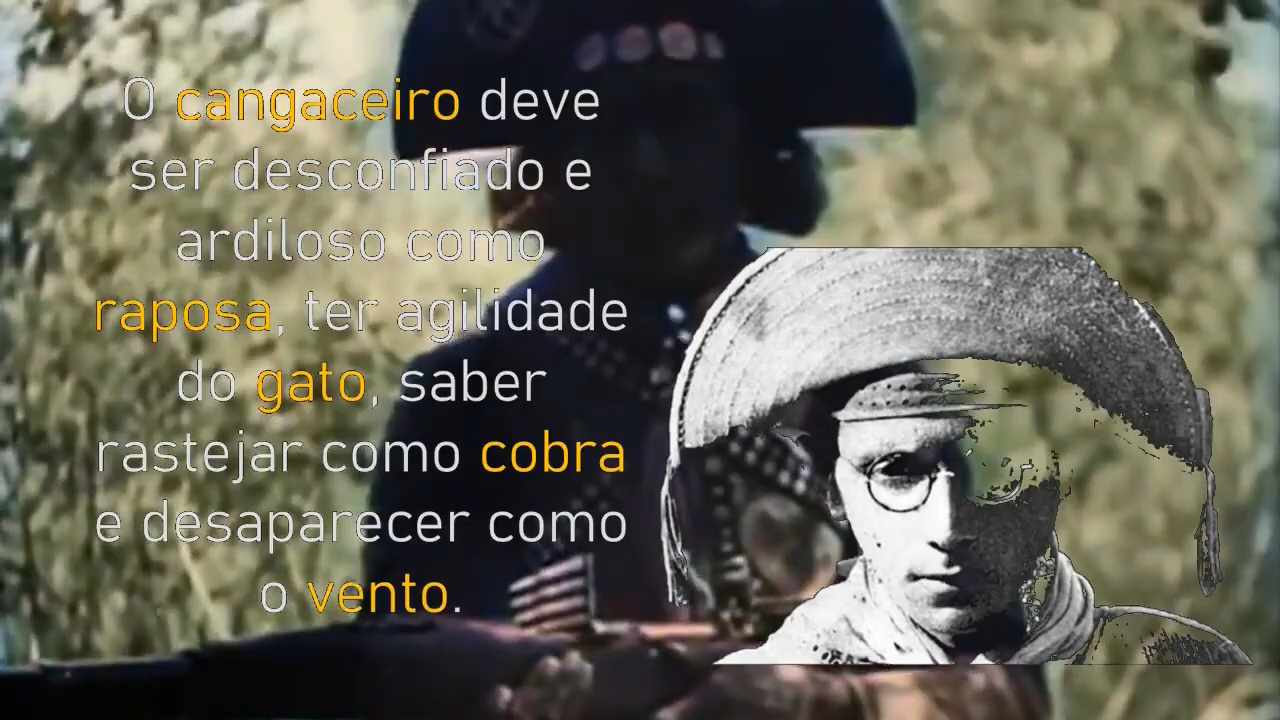 O cangaceiro deve
ser desconfiado e
ardiloso como
raposa, ter agilidade
do gato, saber
rastejar como cobra
e desaparecer como
o vento.